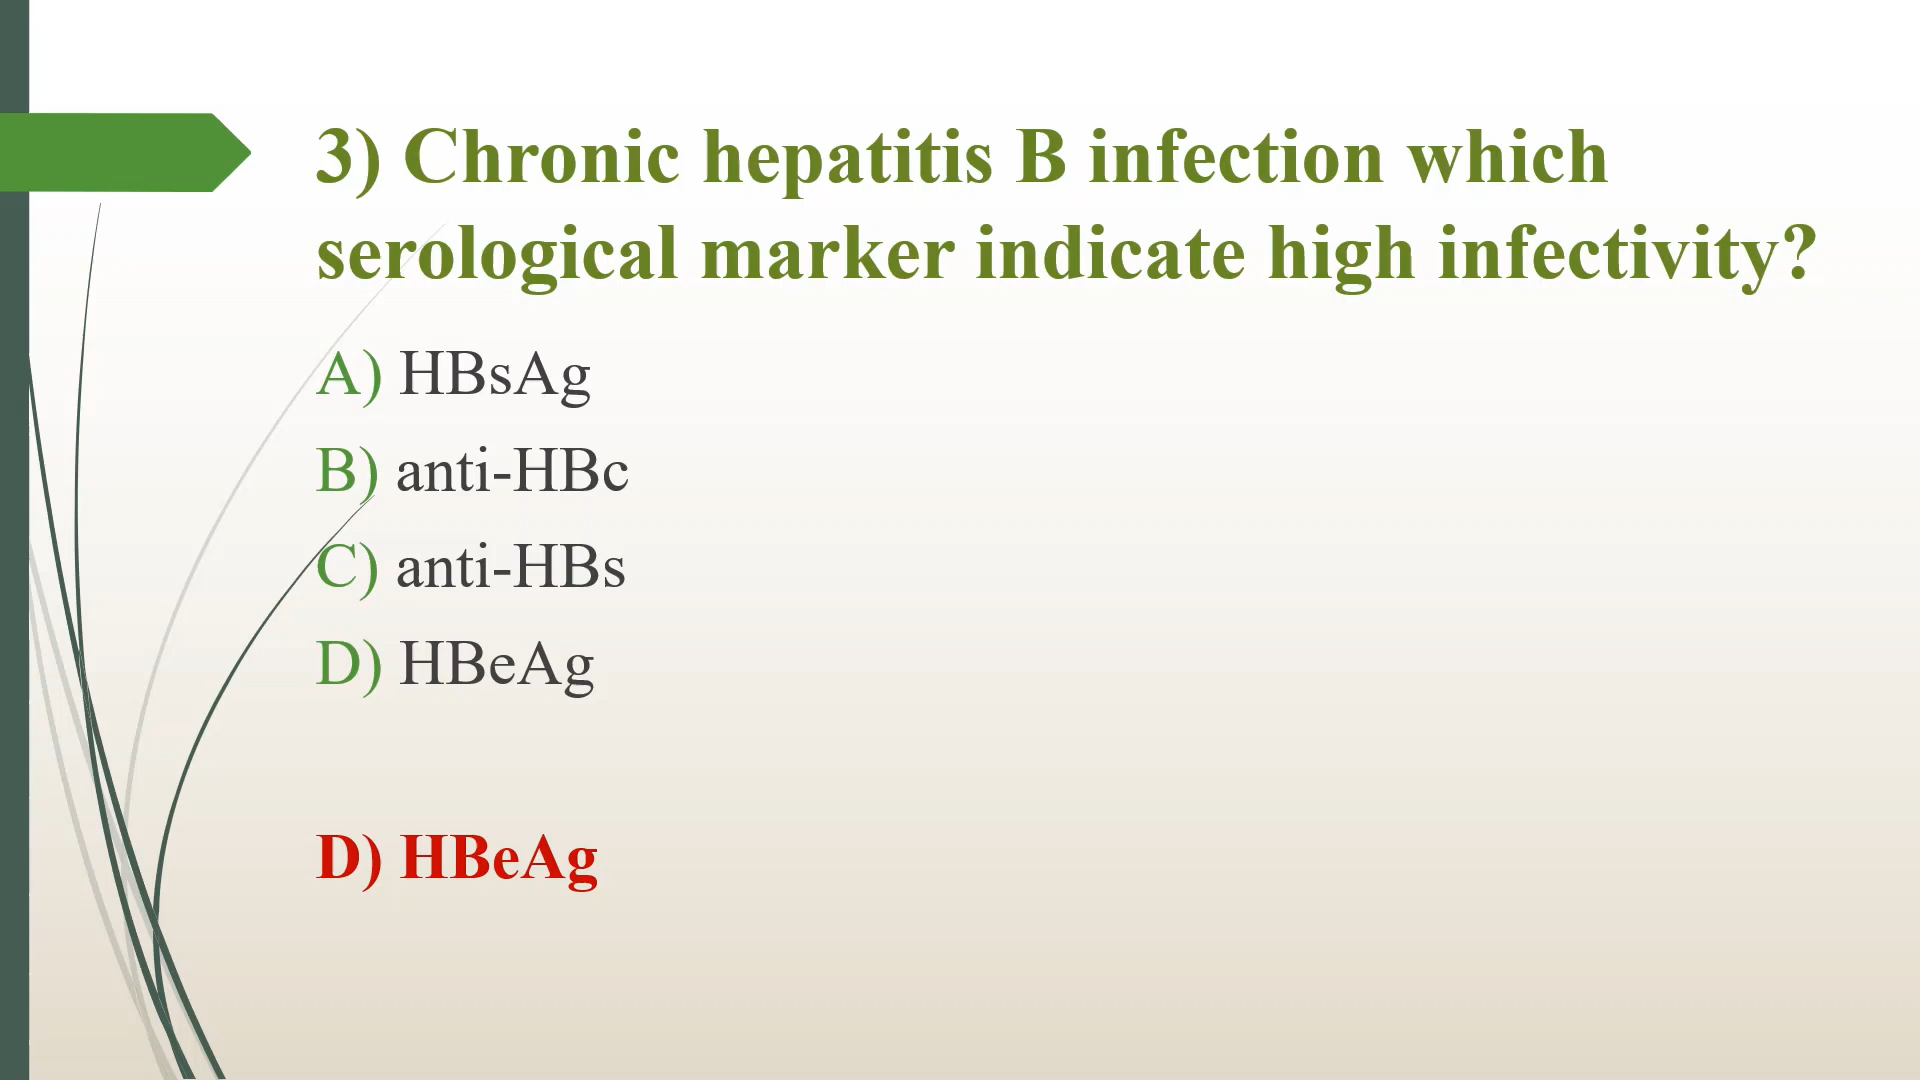 3) Chronic hepatitis B infection which
serological marker indicate high infectivity?
A) HBsAg
B) anti-HBc
C) anti-HBs
D) HBeAg
D) HBeAg